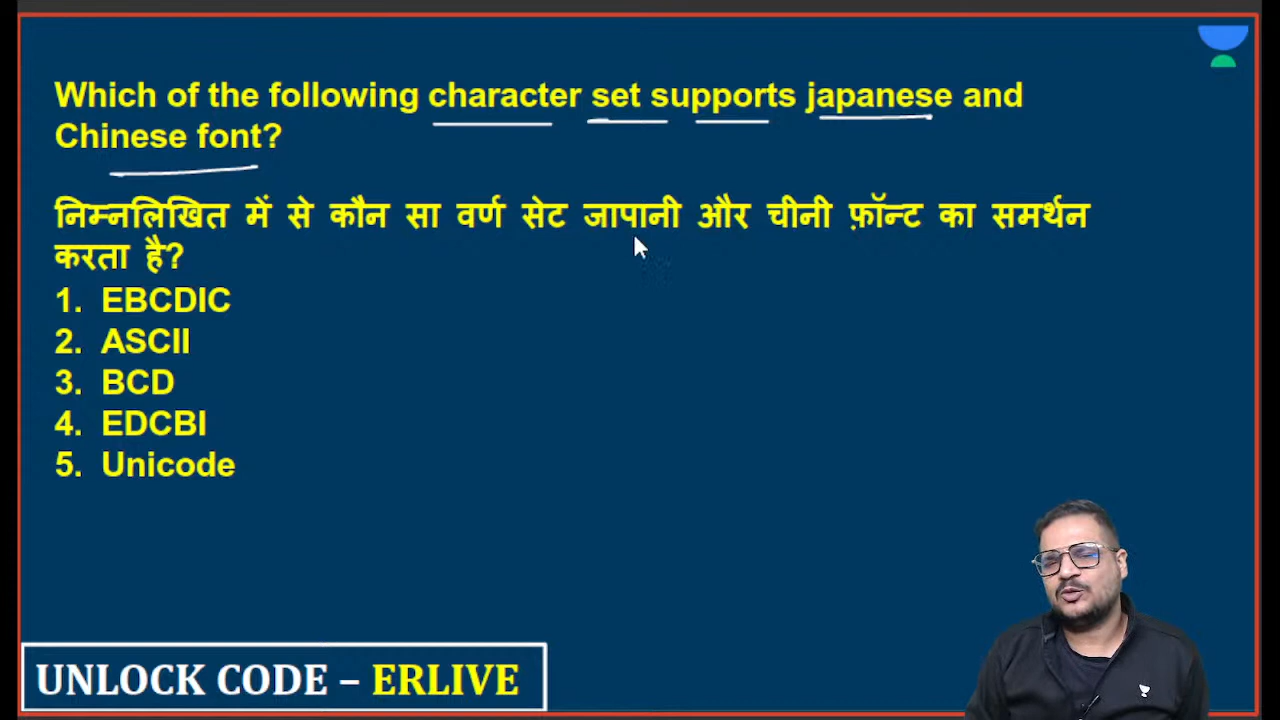 Which of the following character set supports japanese and
Chinese font?
निम्नलिखित में से कौन सा वर्ण सेट जापानी और चीनी फ़ॉन्ट का समर्थन
करता है?
1. EBCDIC
2. ASCII
3. BCD
4. EDCBI
5. Unicode
UNLOCK CODE – ERLIVE